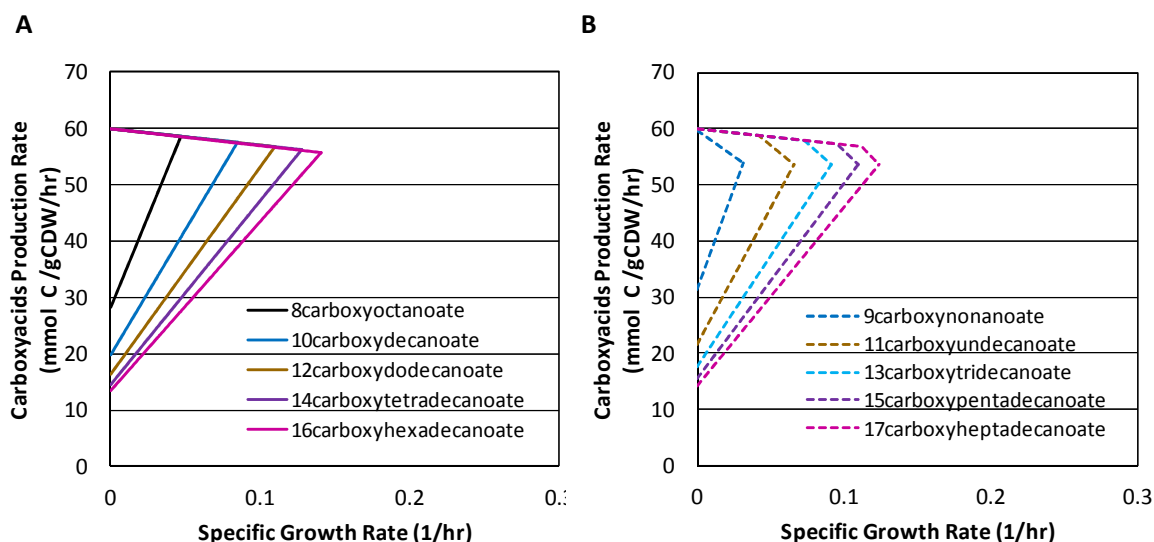 A
Carboxyacids Production Rate
(mmol C /gCDW/hr)
70
60
50
40
30
20
10
0
8carboxyoctanoate
10carboxydecanoate
12carboxydodecanoate
14carboxytetradecanoate
16carboxyhexadecanoate
0
0.1
0.2
Specific Growth Rate (1/hr)
B
Carboxyacids Production Rate
(mmol C /gCDW/hr)
70
60
50
40
30
20
10
0
9carboxynonanoate
11carboxyundecanoate
13carboxytridecanoate
15carboxypentadecanoate
17carboxyheptadecanoate
0
0.1
0.2
0.3
Specific Growth Rate (1/hr)